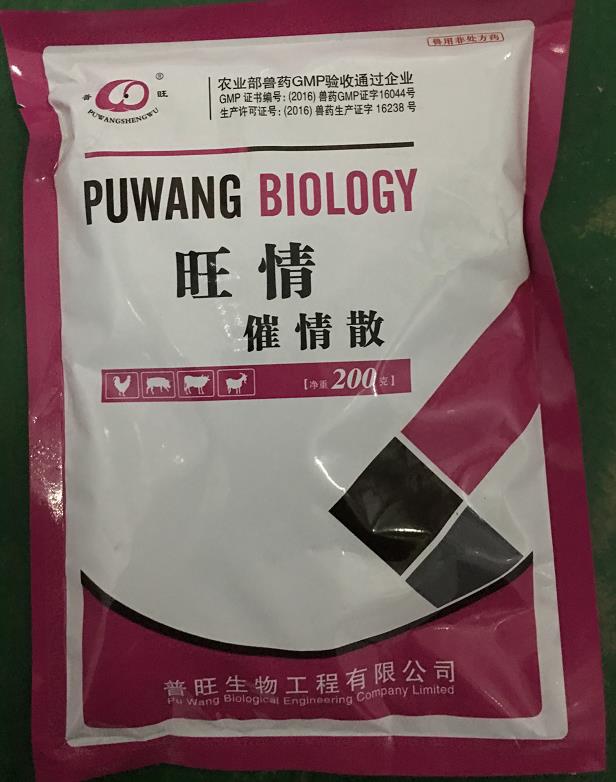 兽用非处方药
普 旺
®
PUWANGSHENGWU
农业部兽药GMP验收通过企业
GMP 证书编号:(2016) 兽药GMP证字16044号
生产许可证号:(2016) 兽药生产证字 16238 号
PUWANG BIOLOGY
旺情
催情散
【净重 200 克】
普旺生物工程有限公司
Pu Wang Biological Engineering Company Limited